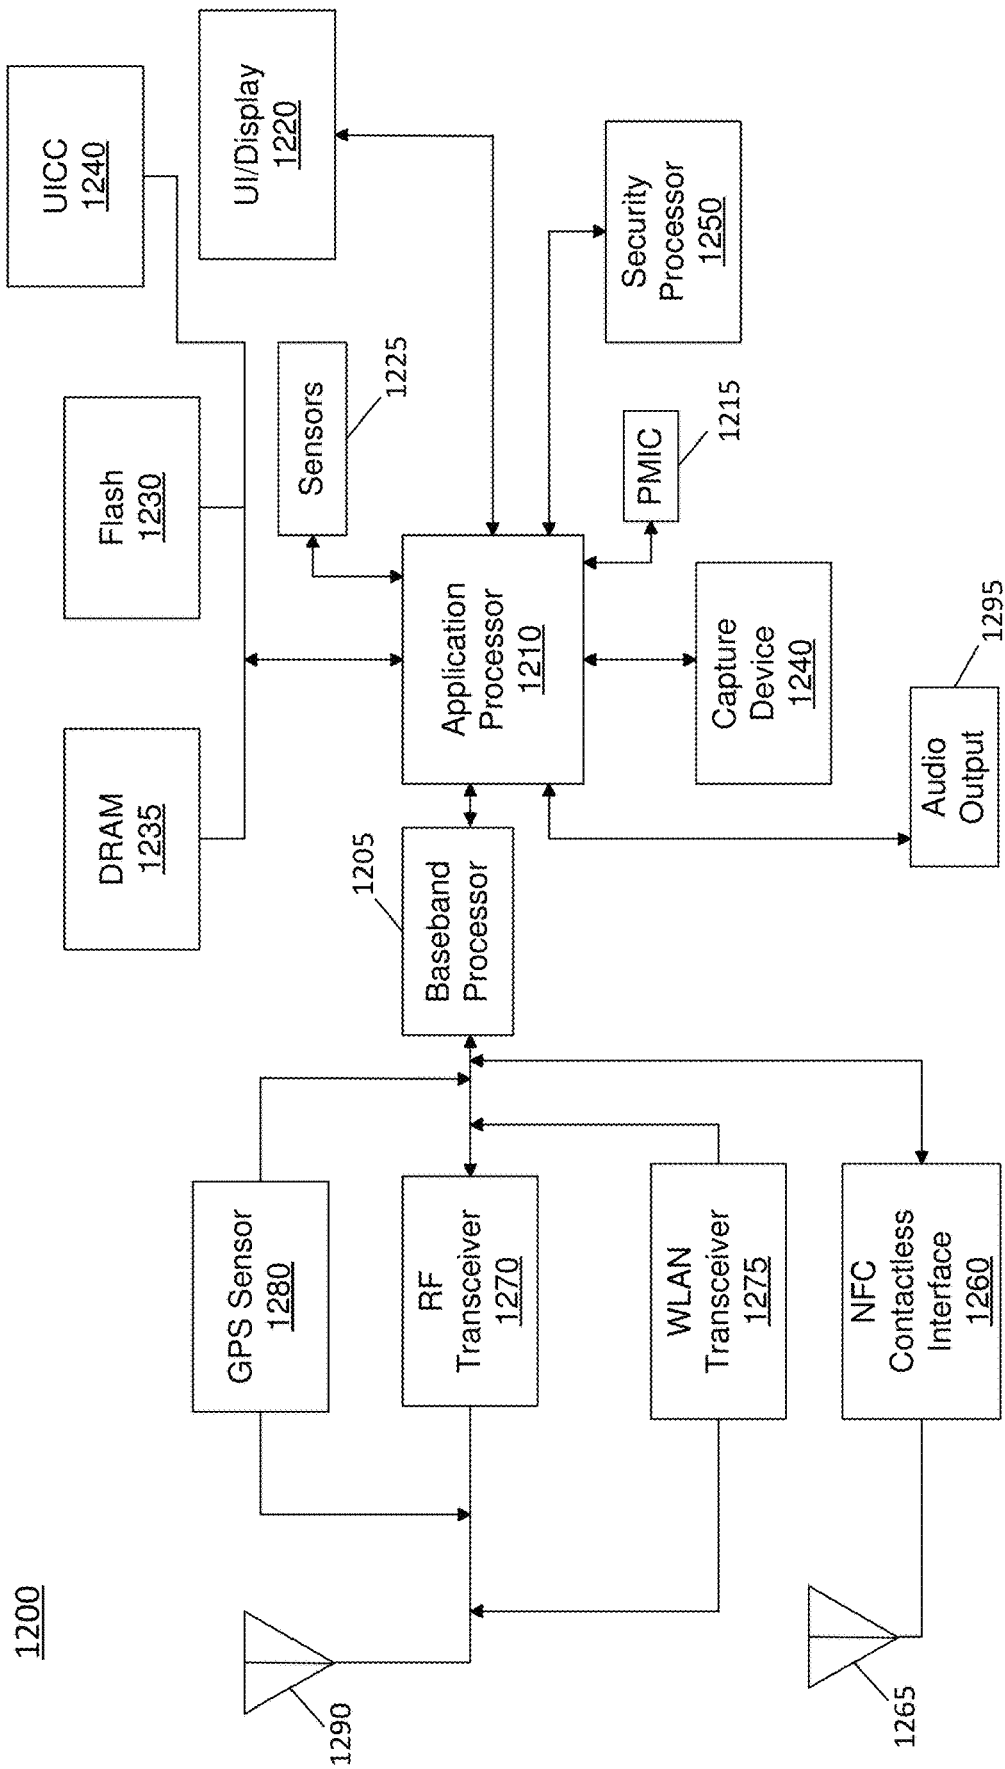 1200
UICC
1240
UI/Display
1220
Flash
1230
Sensors
1225
Security
Processor
1250
DRAM
1235
Application
Processor
1210
PMIC
1215
Capture
Device
1240
Audio
Output
1295
1205
Baseband
Processor
GPS Sensor
1280
RF
Transceiver
1270
WLAN
Transceiver
1275
NFC
Contactless
Interface
1260
1290
1265